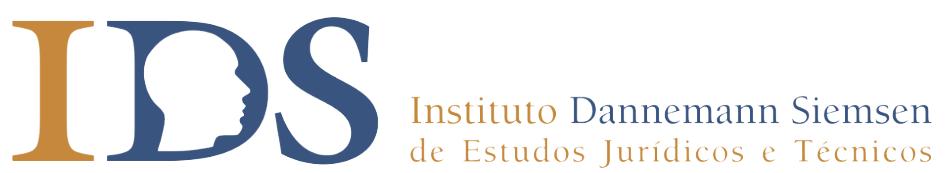 IDS
Instituto Dannemann Siemsen
de Estudos Jurídicos e Técnicos